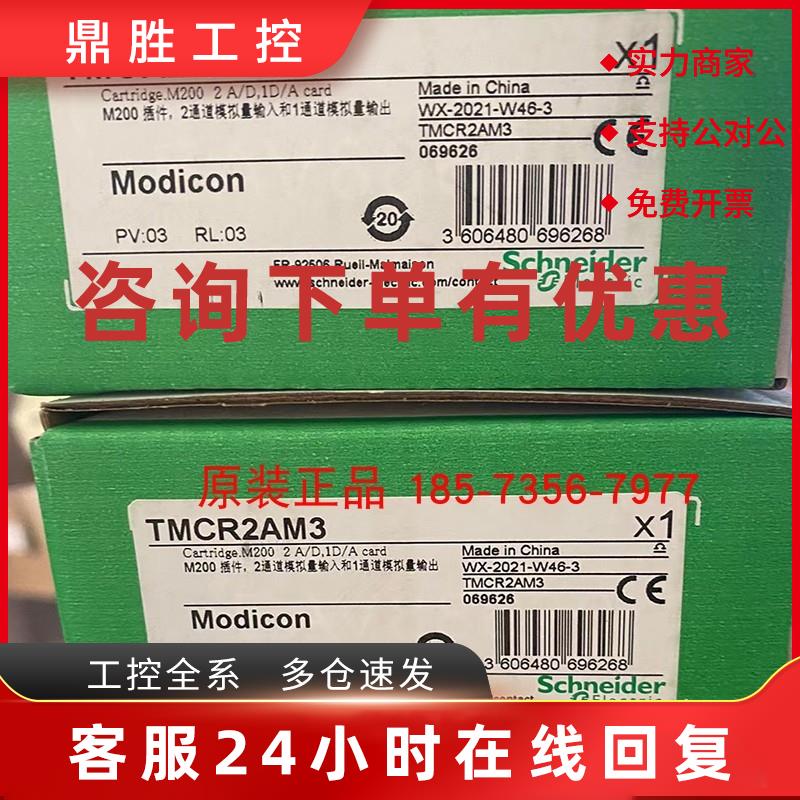 鼎胜工控
X1
实力商家
Cartridge.M200 2 A/D,1D/A card
M200 插件，2通道模拟量输入和1通道模拟量输出
Made in China
WX-2021-W46-3
TMCR2AM3
069626
CE
支持公对公
Modicon
20
免费开票
PV:03 RL:03
3 606480 696268
FR-92506 Rueil-Malmaison
Schneider
咨询下单有优惠
原装正品 185-7356-7977
TMCR2AM3
X1
Cartridge.M200 2 A/D,1D/A card
M200 插件，2通道模拟量输入和1通道模拟量输出
Made in China
WX-2021-W46-3
TMCR2AM3
069626
CE
Modicon
3 606480 696268
Schneider
Electric
工控全系 多仓速发
客服24小时在线回复